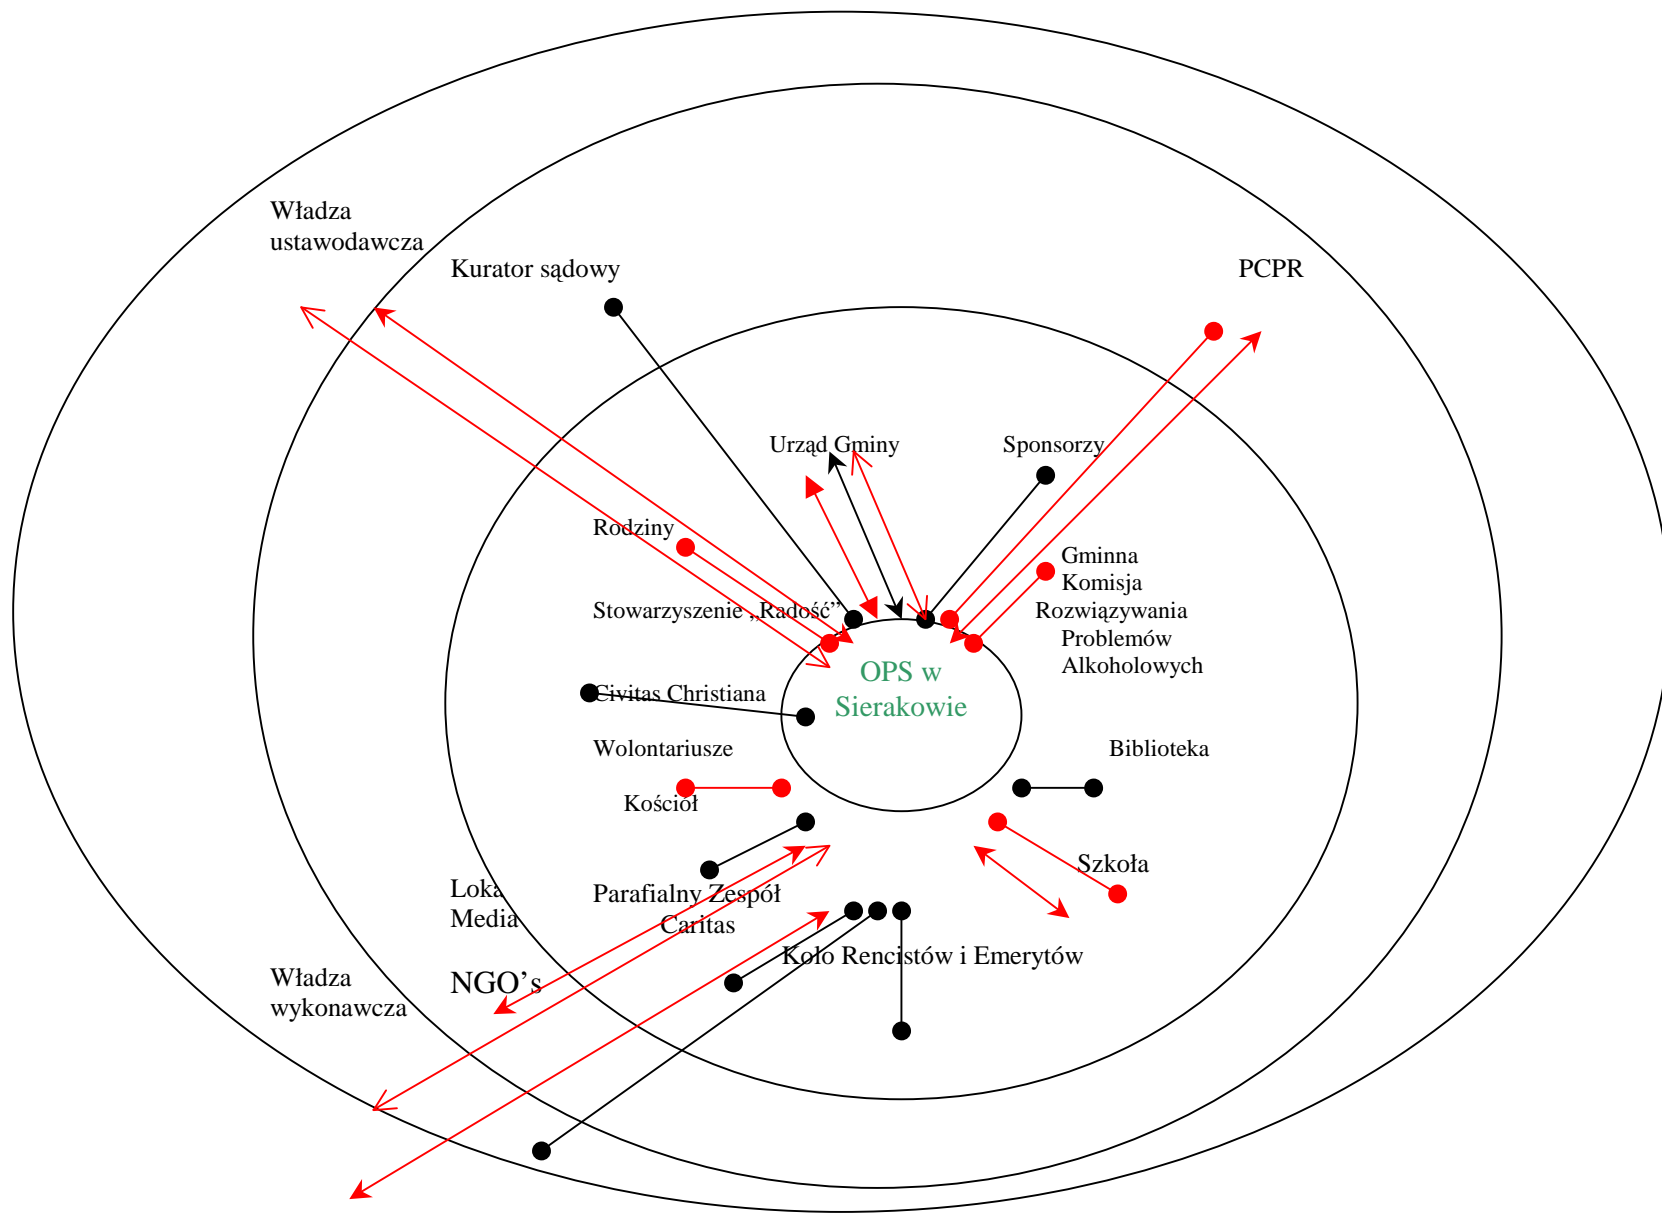 Władza
ustawodawcza
Kurator sądowy
PCPR
Urząd Gminy
Sponsorzy
Rodziny
Gminna
Komisja
Rozwiązywania
Problemów
Alkoholowych
Stowarzyszenie „Radość”
OPS w
Sierakowie
Civitas Christiana
Wolontariusze
Biblioteka
Kościół
Szkoła
Loka
Media
Parafialny Zespół
Caritas
Koło Rencistów i Emerytów
Władza
wykonawcza
NGO’s